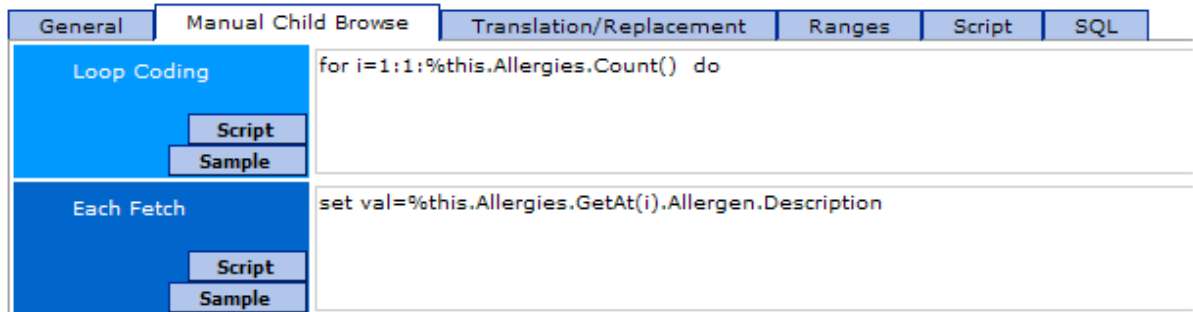 General Manual Child Browse Translation/Replacement Ranges Script SQL
Loop Coding
for i=1:1:%this.Allergies.Count()  do
Script
Sample
Each Fetch
set val=%this.Allergies.GetAt(i).Allergen.Description
Script
Sample